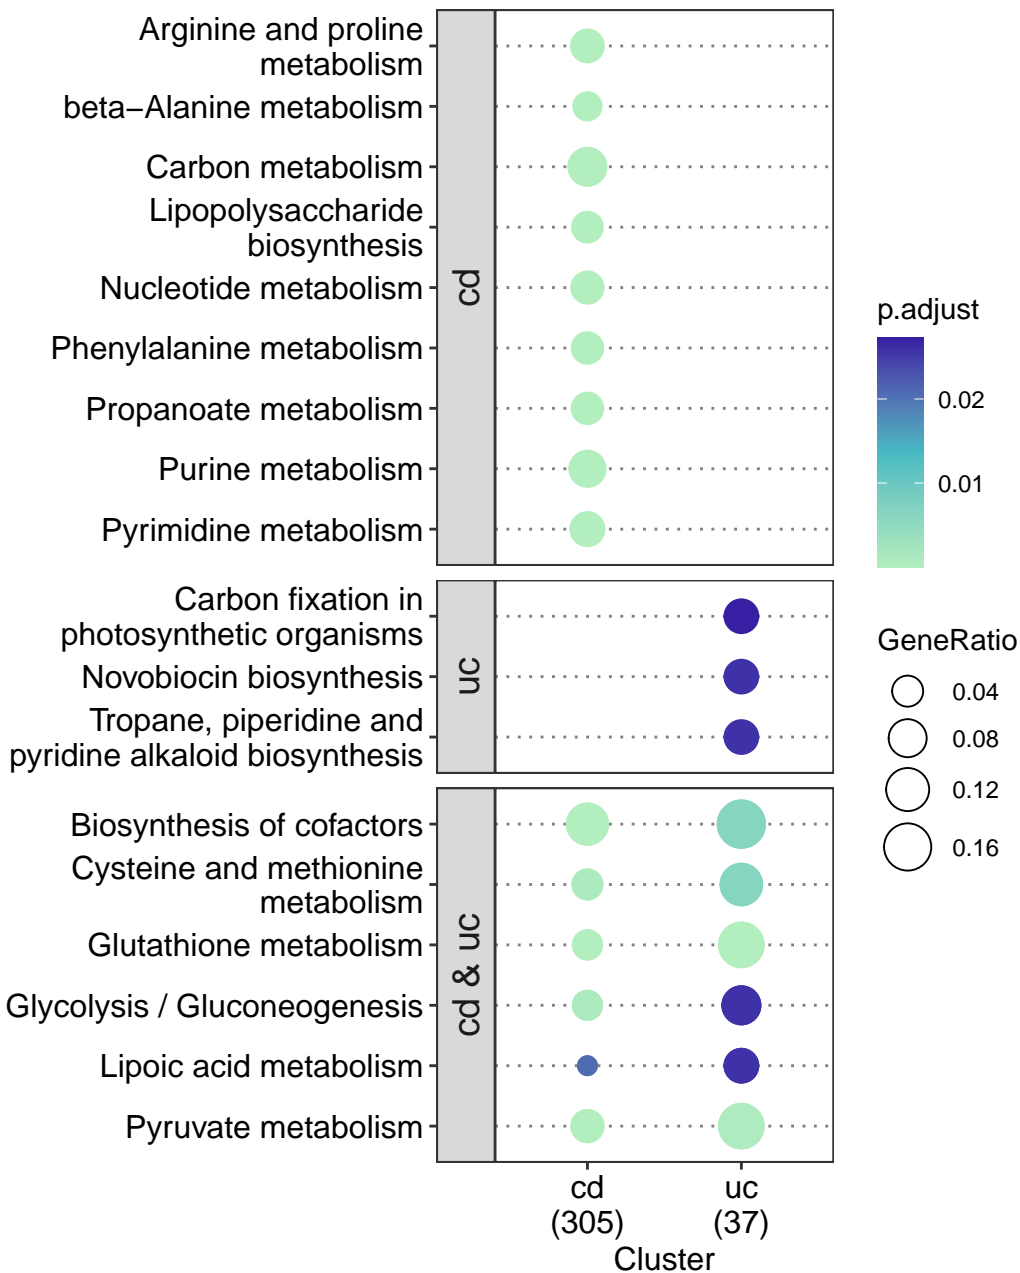 Arginine and proline
metabolism
beta−Alanine metabolism
Carbon metabolism
Lipopolysaccharide
biosynthesis
Nucleotide metabolism
Phenylalanine metabolism
Propanoate metabolism
Purine metabolism
Pyrimidine metabolism
cd
Carbon fixation in
photosynthetic organisms
Novobiocin biosynthesis
Tropane, piperidine and
pyridine alkaloid biosynthesis
uc
Biosynthesis of cofactors
Cysteine and methionine
metabolism
Glutathione metabolism
Glycolysis / Gluconeogenesis
Lipoic acid metabolism
Pyruvate metabolism
cd & uc
cd
(305)
uc
(37)
Cluster
p.adjust
0.02
0.01
GeneRatio
0.04
0.08
0.12
0.16